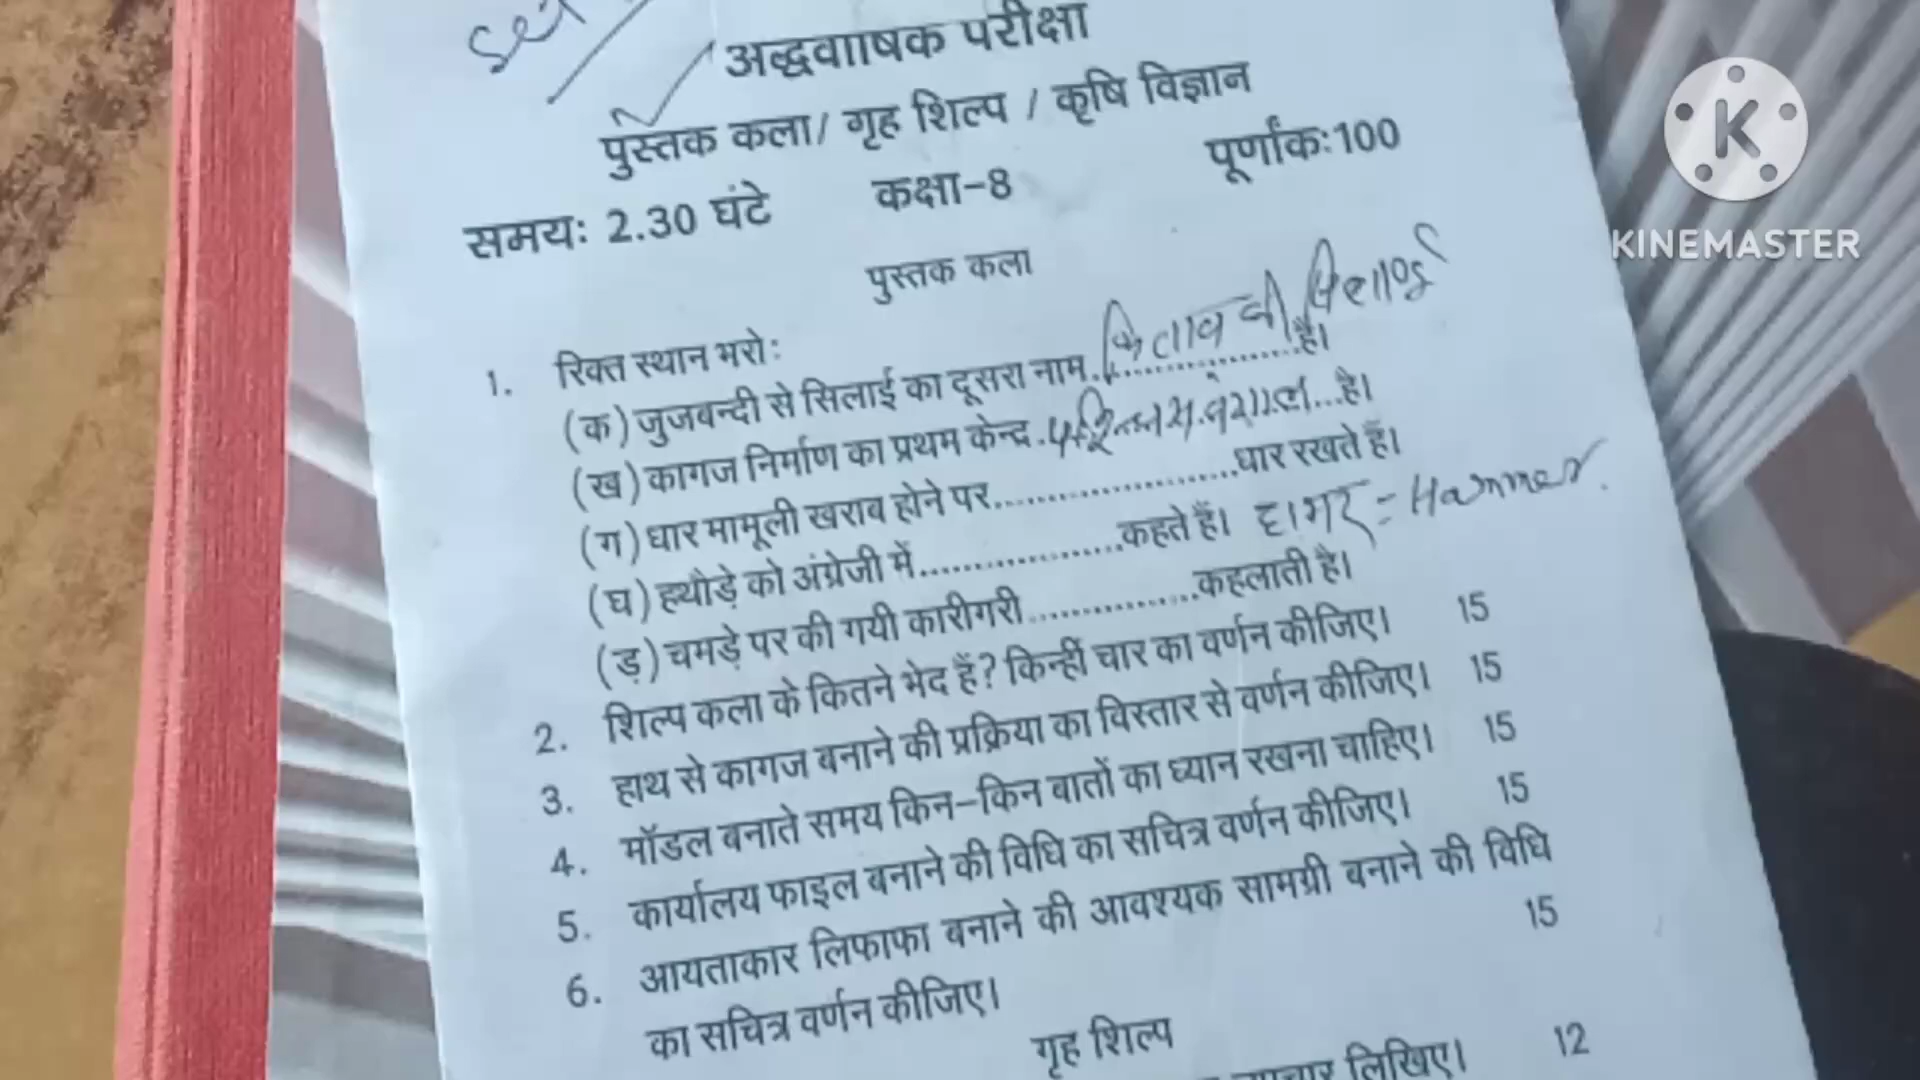 Set
अर्द्धवार्षिक परीक्षा
पुस्तक कला/ गृह शिल्प / कृषि विज्ञान
समयः 2.30 घंटे कक्षा-8 पूर्णांकः100
पुस्तक कला
1. रिक्त स्थान भरोः
(क) जुजबन्दी से सिलाई का दूसरा नाम किताब की सिलाई है।
(ख) कागज निर्माण का प्रथम केन्द्र ...है।
(ग) धार मामूली खराब होने पर........................धार रखते हैं।
(घ) हथौड़े को अंग्रेजी में..................कहते हैं। हामर = Hammer.
(ड़) चमड़े पर की गयी कारीगरी...............कहलाती है।
2. शिल्प कला के कितने भेद हैं? किन्हीं चार का वर्णन कीजिए। 15
3. हाथ से कागज बनाने की प्रक्रिया का विस्तार से वर्णन कीजिए। 15
4. मॉडल बनाते समय किन-किन बातों का ध्यान रखना चाहिए। 15
5. कार्यालय फाइल बनाने की विधि का सचित्र वर्णन कीजिए। 15
6. आयताकार लिफाफा बनाने की आवश्यक सामग्री बनाने की विधि
का सचित्र वर्णन कीजिए। 15
गृह शिल्प
लिखिए। 12
KINEMASTER